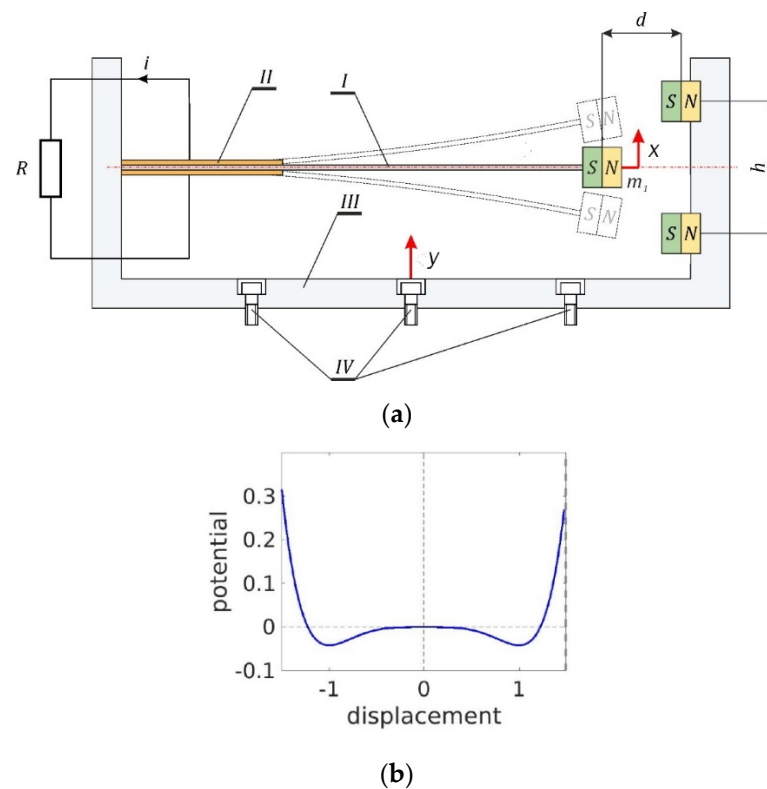 d
i
II
I
S N
S N
R
S N
x
m₁
h
III
S N
S N
y
IV
(a)
0.3
0.2
0.1
0
-0.1
potential
-1 0 1
displacement
(b)